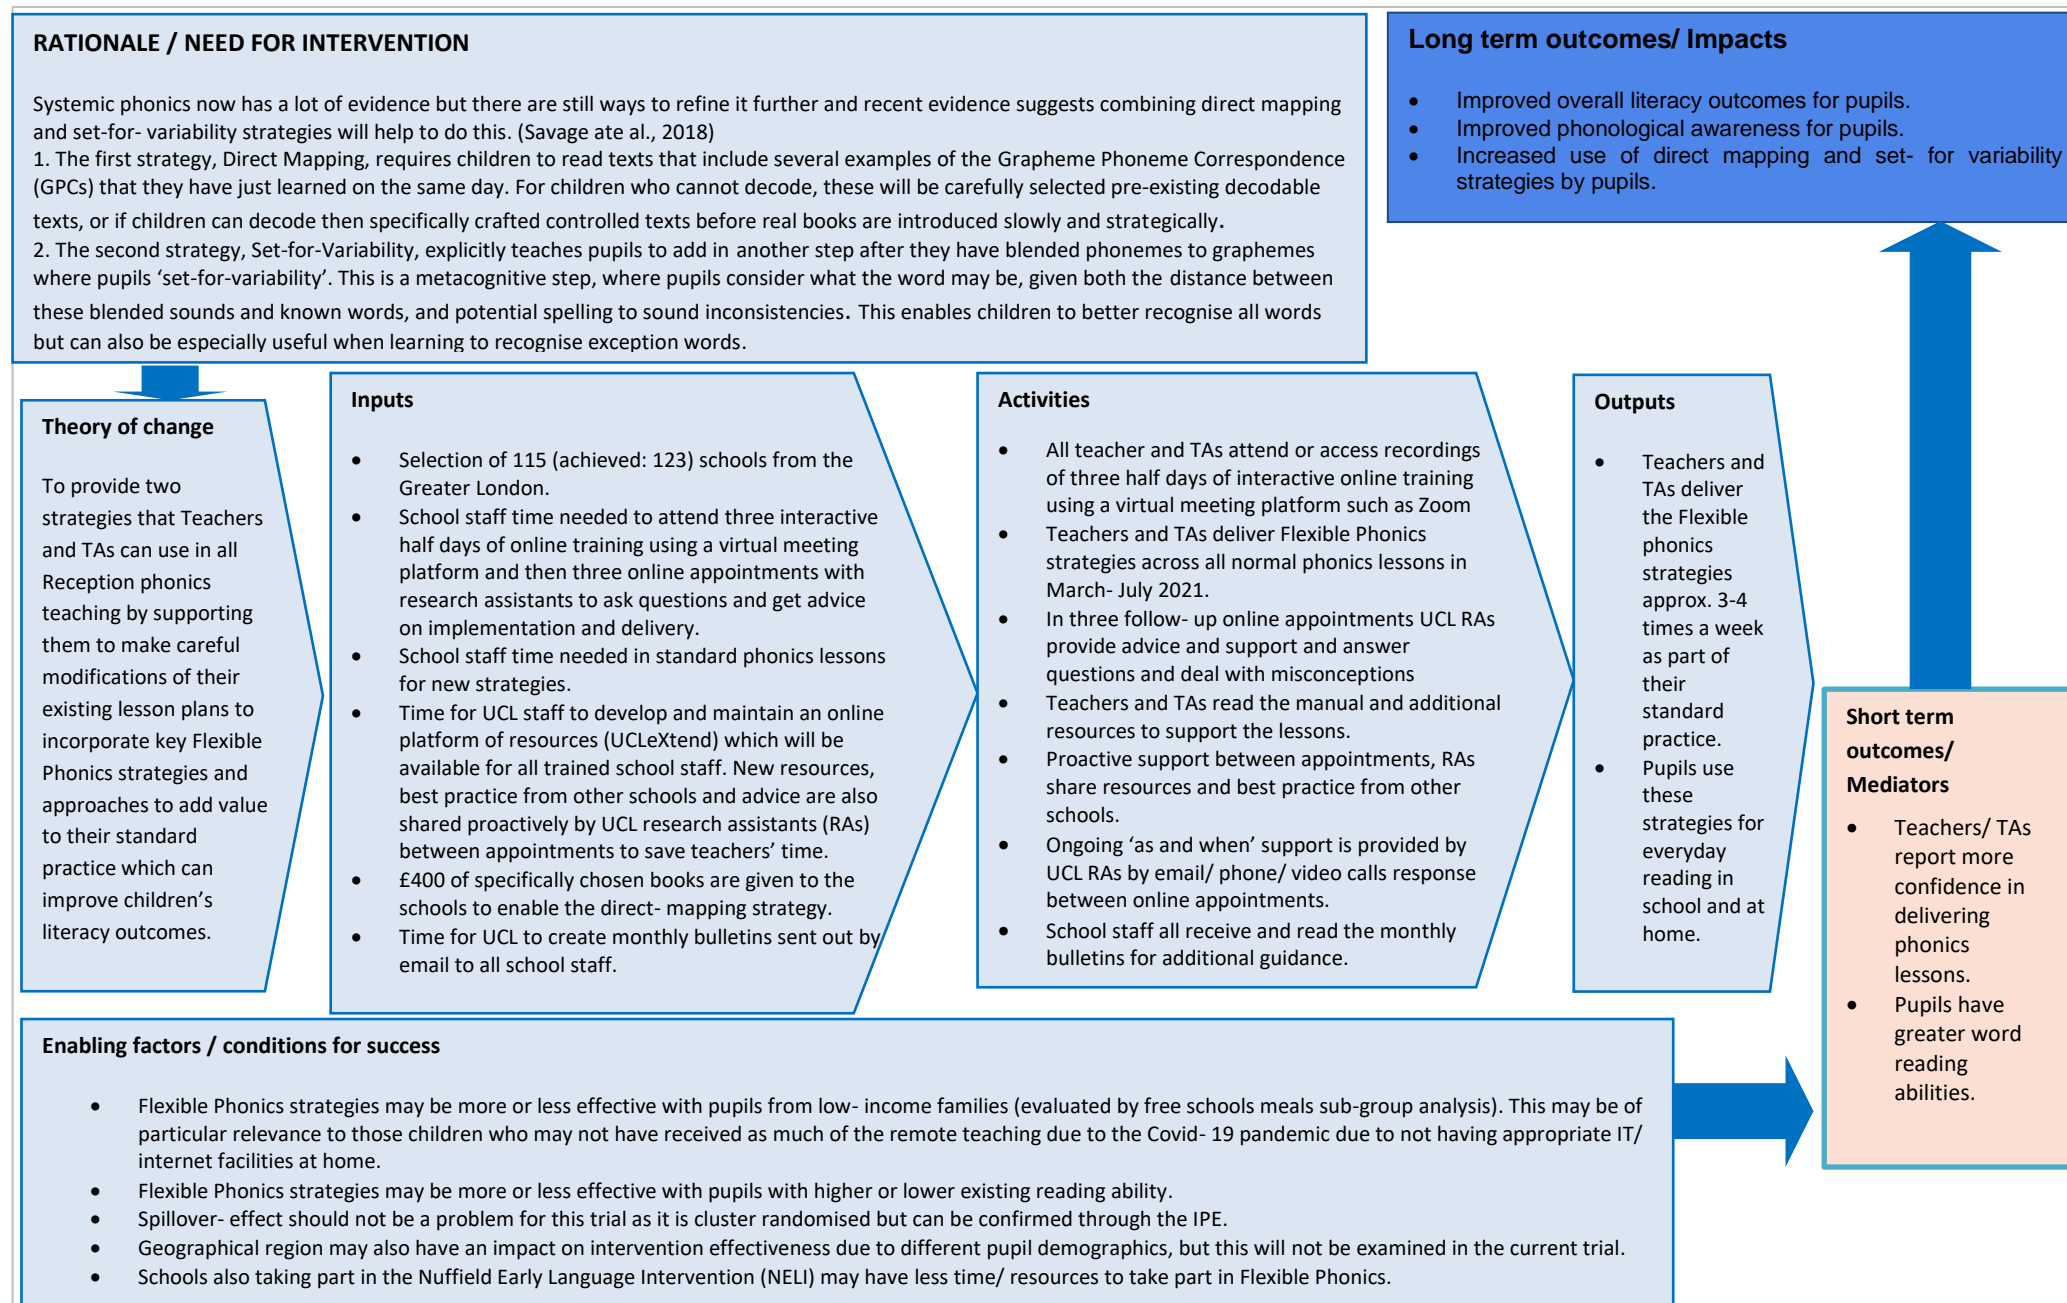 RATIONALE / NEED FOR INTERVENTION
Systemic phonics now has a lot of evidence but there are still ways to refine it further and recent evidence suggests combining direct mapping
and set-for- variability strategies will help to do this. (Savage ate al., 2018)
1. The first strategy, Direct Mapping, requires children to read texts that include several examples of the Grapheme Phoneme Correspondence
(GPCs) that they have just learned on the same day. For children who cannot decode, these will be carefully selected pre-existing decodable
texts, or if children can decode then specifically crafted controlled texts before real books are introduced slowly and strategically.
2. The second strategy, Set-for-Variability, explicitly teaches pupils to add in another step after they have blended phonemes to graphemes
where pupils ‘set-for-variability’. This is a metacognitive step, where pupils consider what the word may be, given both the distance between
these blended sounds and known words, and potential spelling to sound inconsistencies. This enables children to better recognise all words
but can also be especially useful when learning to recognise exception words.
Long term outcomes/ Impacts
• Improved overall literacy outcomes for pupils.
• Improved phonological awareness for pupils.
• Increased use of direct mapping and set- for variability
strategies by pupils.
Theory of change
To provide two
strategies that Teachers
and TAs can use in all
Reception phonics
teaching by supporting
them to make careful
modifications of their
existing lesson plans to
incorporate key Flexible
Phonics strategies and
approaches to add value
to their standard
practice which can
improve children’s
literacy outcomes.
Inputs
• Selection of 115 (achieved: 123) schools from the
Greater London.
• School staff time needed to attend three interactive
half days of online training using a virtual meeting
platform and then three online appointments with
research assistants to ask questions and get advice
on implementation and delivery.
• School staff time needed in standard phonics lessons
for new strategies.
• Time for UCL staff to develop and maintain an online
platform of resources (UCLeXtend) which will be
available for all trained school staff. New resources,
best practice from other schools and advice are also
shared proactively by UCL research assistants (RAs)
between appointments to save teachers’ time.
• £400 of specifically chosen books are given to the
schools to enable the direct- mapping strategy.
• Time for UCL to create monthly bulletins sent out by
email to all school staff.
Activities
• All teacher and TAs attend or access recordings
of three half days of interactive online training
using a virtual meeting platform such as Zoom
• Teachers and TAs deliver Flexible Phonics
strategies across all normal phonics lessons in
March- July 2021.
• In three follow- up online appointments UCL RAs
provide advice and support and answer
questions and deal with misconceptions
• Teachers and TAs read the manual and additional
resources to support the lessons.
• Proactive support between appointments, RAs
share resources and best practice from other
schools.
• Ongoing ‘as and when’ support is provided by
UCL RAs by email/ phone/ video calls response
between online appointments.
• School staff all receive and read the monthly
bulletins for additional guidance.
Outputs
• Teachers and
TAs deliver
the Flexible
phonics
strategies
approx. 3-4
times a week
as part of
their
standard
practice.
• Pupils use
these
strategies for
everyday
reading in
school and at
home.
Short term
outcomes/
Mediators
• Teachers/ TAs
report more
confidence in
delivering
phonics
lessons.
• Pupils have
greater word
reading
abilities.
Enabling factors / conditions for success
• Flexible Phonics strategies may be more or less effective with pupils from low- income families (evaluated by free schools meals sub-group analysis). This may be of
particular relevance to those children who may not have received as much of the remote teaching due to the Covid- 19 pandemic due to not having appropriate IT/
internet facilities at home.
• Flexible Phonics strategies may be more or less effective with pupils with higher or lower existing reading ability.
• Spillover- effect should not be a problem for this trial as it is cluster randomised but can be confirmed through the IPE.
• Geographical region may also have an impact on intervention effectiveness due to different pupil demographics, but this will not be examined in the current trial.
• Schools also taking part in the Nuffield Early Language Intervention (NELI) may have less time/ resources to take part in Flexible Phonics.